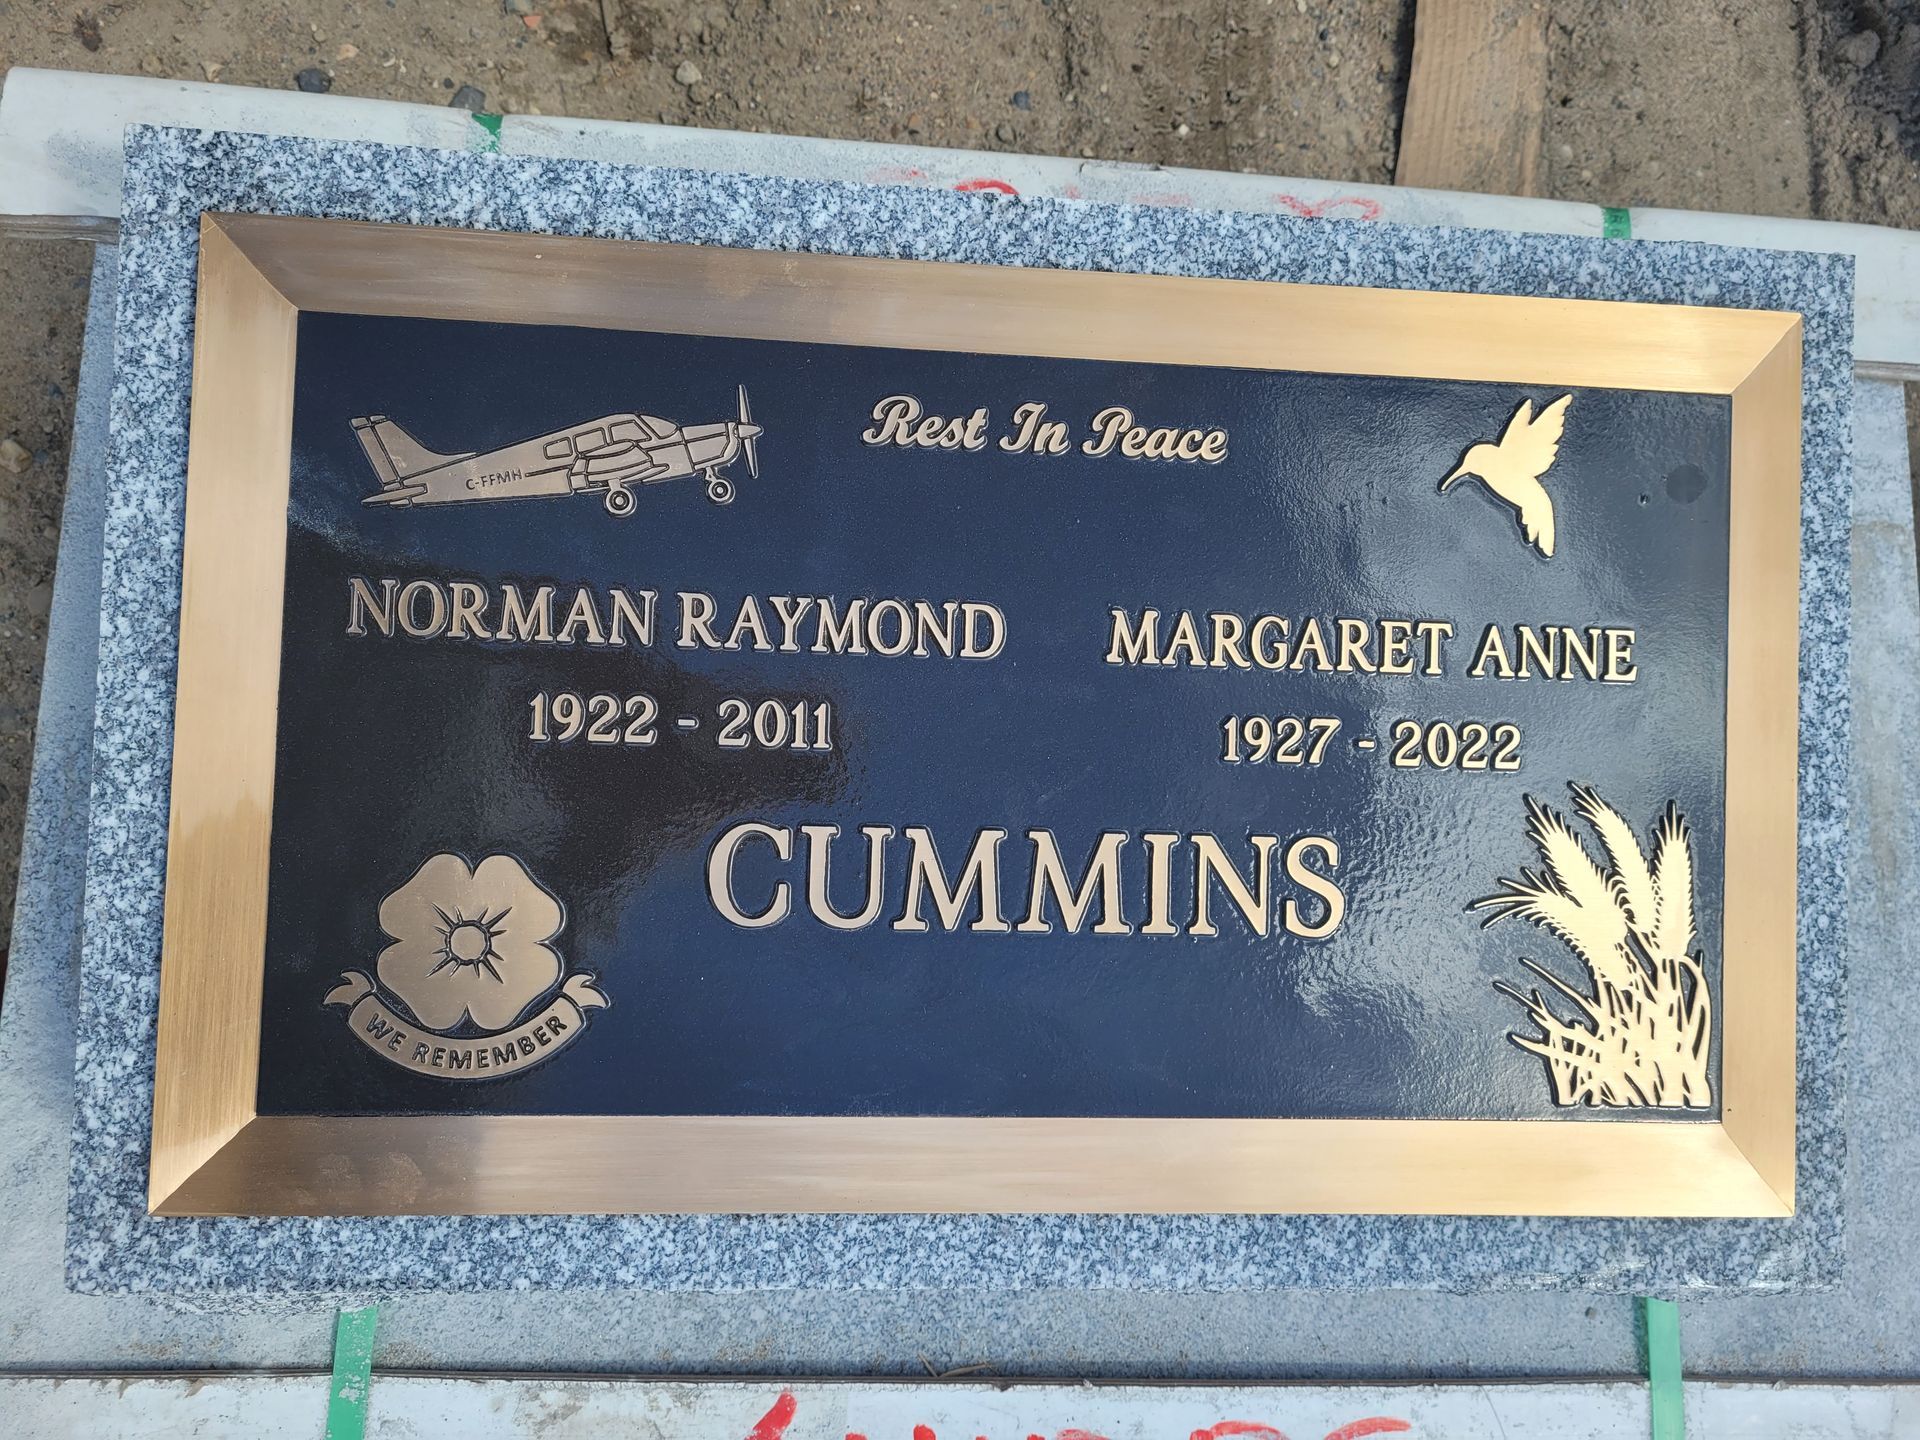 Rest In Peace
C-FFMH
NORMAN RAYMOND
1922 - 2011
MARGARET ANNE
1927 - 2022
CUMMINS
WE REMEMBER